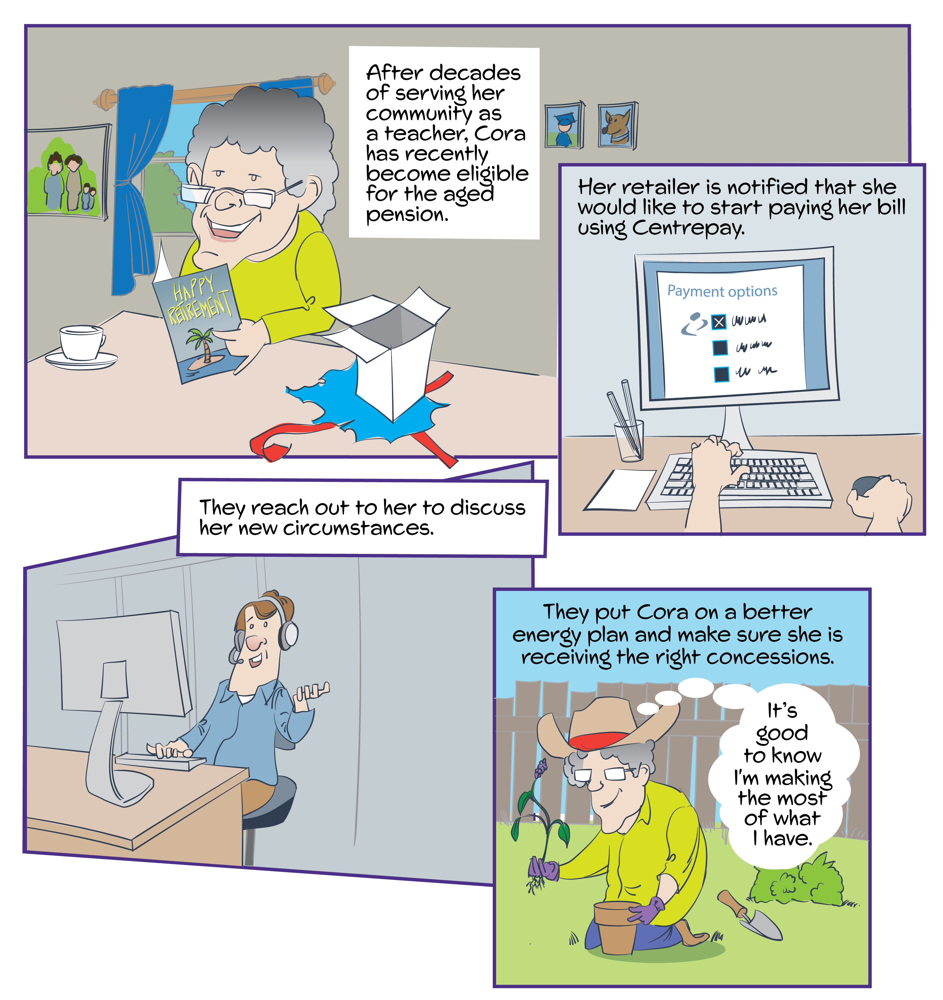 After decades
of serving her
community as
a teacher, Cora
has recently
become eligible
for the aged
pension.
HAPPY
RETIREMENT
Her retailer is notified that she
would like to start paying her bill
using Centrepay.
Payment options
They reach out to her to discuss
her new circumstances.
They put Cora on a better
energy plan and make sure she is
receiving the right concessions.
It's
good
to know
I'm making
the most
of what
I have.